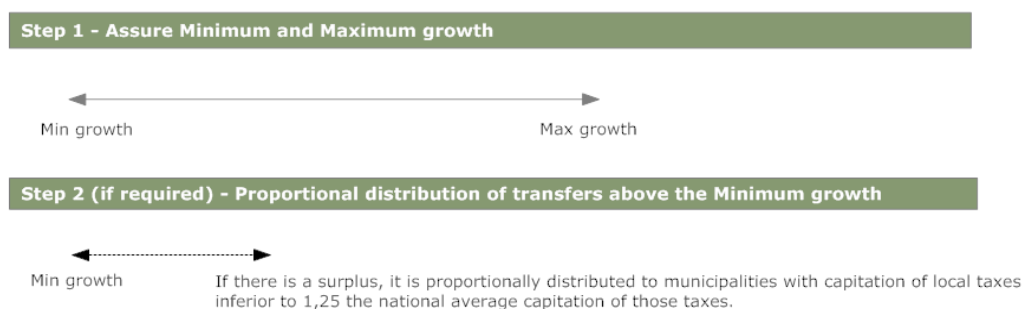 Step 1 - Assure Minimum and Maximum growth
Min growth
Max growth
Step 2 (if required) - Proportional distribution of transfers above the Minimum growth
Min growth
If there is a surplus, it is proportionally distributed to municipalities with capitation of local taxes
inferior to 1,25 the national average capitation of those taxes.